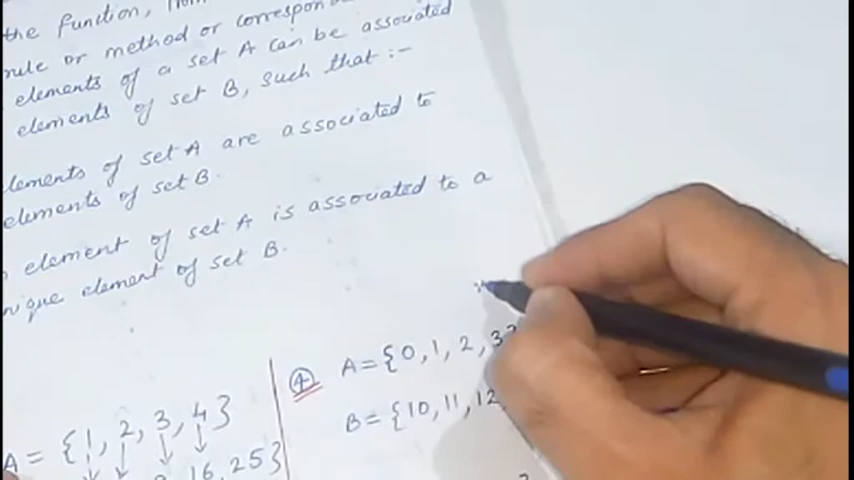 the function,
rule or method or
elements of a set A can be associated
elements of set B, such that :-
elements of set A are associated to
elements of set B.
element of set A is associated to a
unique element of set B.
A = {1, 2, 3, 4}
16, 25}
④ A = {0, 1, 2, 3
B = {10, 11, 12